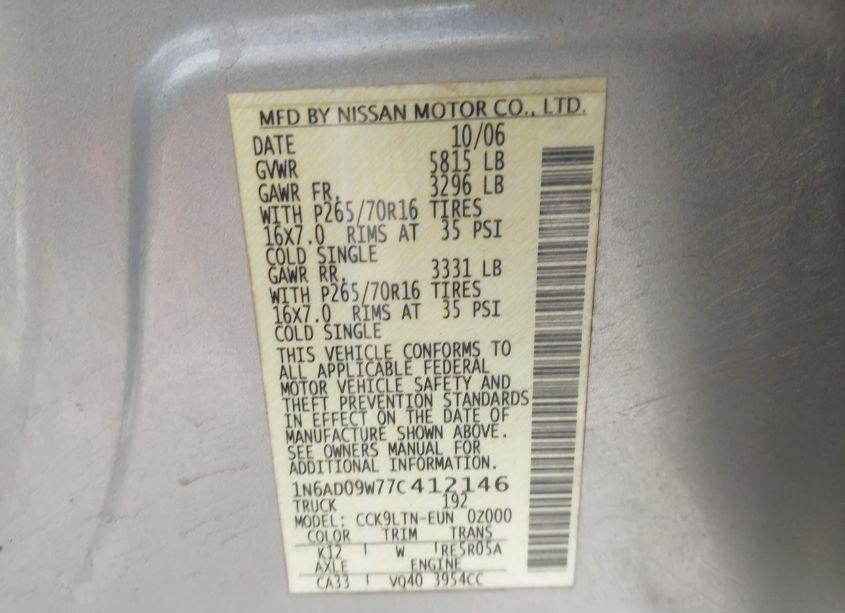 MFD BY NISSAN MOTOR CO., LTD.
DATE 10/06
GVWR 5815 LB
GAWR FR. 3296 LB
WITH P265/70R16 TIRES
16X7.0 RIMS AT 35 PSI
COLD SINGLE
GAWR RR. 3331 LB
WITH P265/70R16 TIRES
16X7.0 RIMS AT 35 PSI
COLD SINGLE
THIS VEHICLE CONFORMS TO
ALL APPLICABLE FEDERAL
MOTOR VEHICLE SAFETY AND
THEFT PREVENTION STANDARDS
IN EFFECT ON THE DATE OF
MANUFACTURE SHOWN ABOVE.
SEE OWNERS MANUAL FOR
ADDITIONAL INFORMATION.
1N6AD09W77C412146
TRUCK 192
MODEL: CCK9LTN-EUN 0Z000
COLOR TRIM TRANS
K12 W RE5R05A
AXLE ENGINE
CA33 VQ40 3954CC